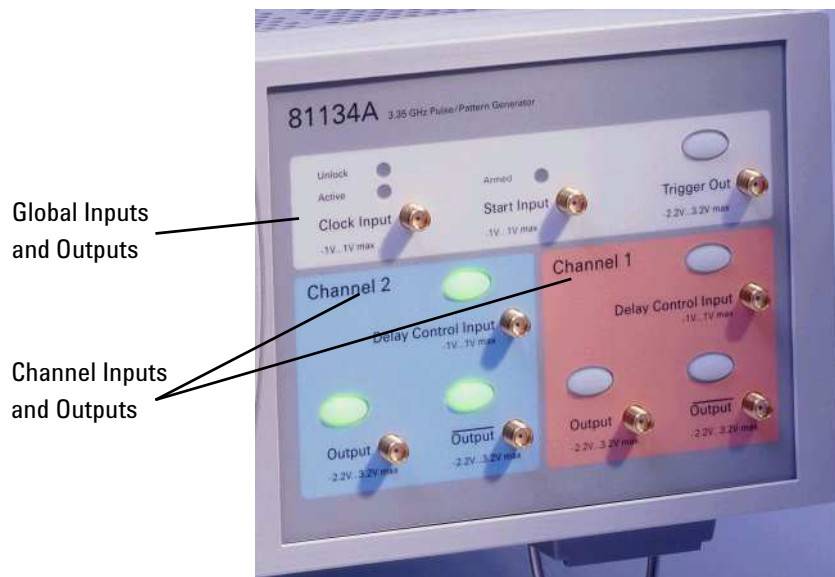 81134A 3.35 GHz Pulse/Pattern Generator
Unlock
Active
Clock Input
-1V...1V max
Armed
Start Input
-1V...1V max
Trigger Out
-2.2V...3.2V max
Global Inputs
and Outputs
Channel 2
Delay Control Input
-1V...1V max
Output
-2.2V...3.2V max
Output
-2.2V...3.2V max
Channel 1
Delay Control Input
-1V...1V max
Output
-2.2V...3.2V max
Output
-2.2V...3.2V max
Channel Inputs
and Outputs